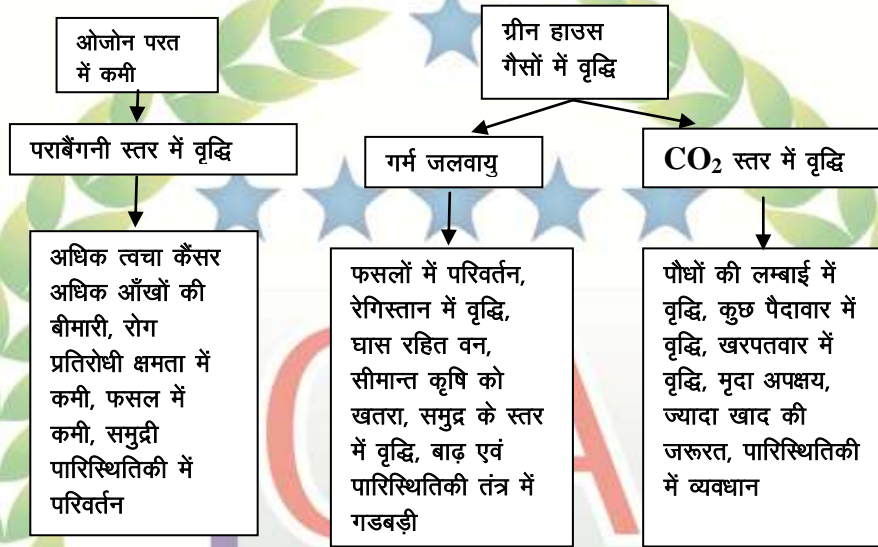 ओजोन परत
में कमी
पराबैंगनी स्तर में वृद्धि
अधिक त्वचा कैंसर
अधिक आँखों की
बीमारी, रोग
प्रतिरोधी क्षमता में
कमी, फसल में
कमी, समुद्री
पारिस्थितिकी में
परिवर्तन
ग्रीन हाउस
गैसों में वृद्धि
गर्म जलवायु
फसलों में परिवर्तन,
रेगिस्तान में वृद्धि,
घास रहित वन,
सीमान्त कृषि को
खतरा, समुद्र के स्तर
में वृद्धि, बाढ़ एवं
पारिस्थितिकी तंत्र में
गडबड़ी
CO₂ स्तर में वृद्धि
पौधों की लम्बाई में
वृद्धि, कुछ पैदावार में
वृद्धि, खरपतवार में
वृद्धि, मृदा अपक्षय,
ज्यादा खाद की
जरूरत, पारिस्थितिकी
में व्यवधान